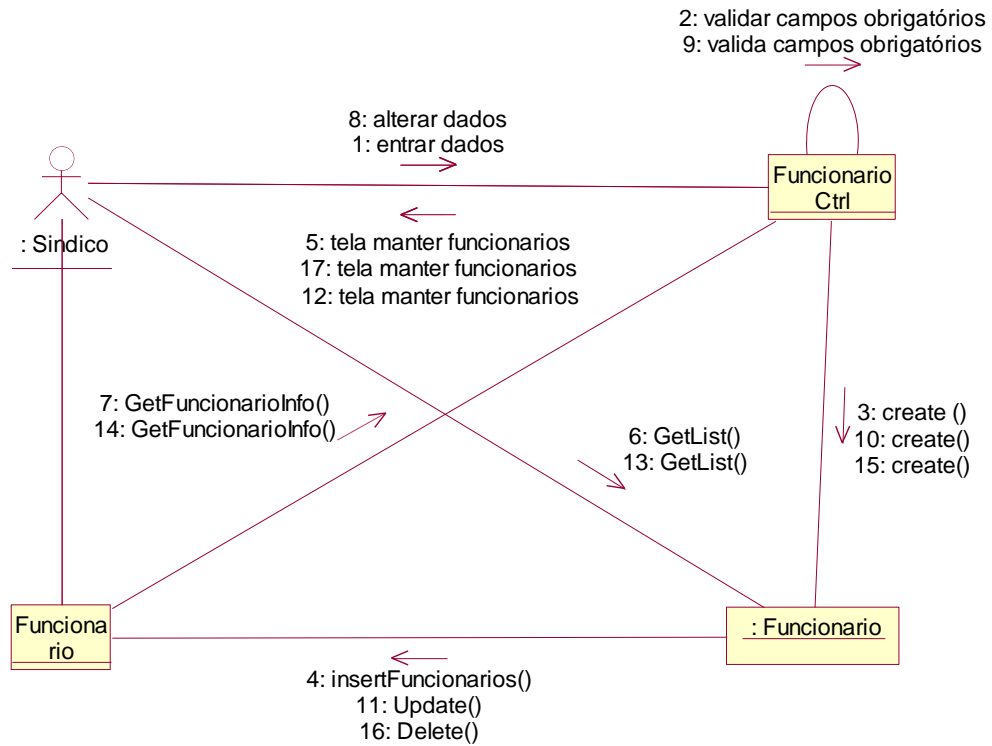 2: validar campos obrigatórios
9: valida campos obrigatórios
8: alterar dados
1: entrar dados
Funcionario
Ctrl
: Sindico
5: tela manter funcionarios
17: tela manter funcionarios
12: tela manter funcionarios
7: GetFuncionarioInfo()
14: GetFuncionarioInfo()
3: create ()
10: create()
15: create()
6: GetList()
13: GetList()
Funciona
rio
: Funcionario
4: insertFuncionarios()
11: Update()
16: Delete()